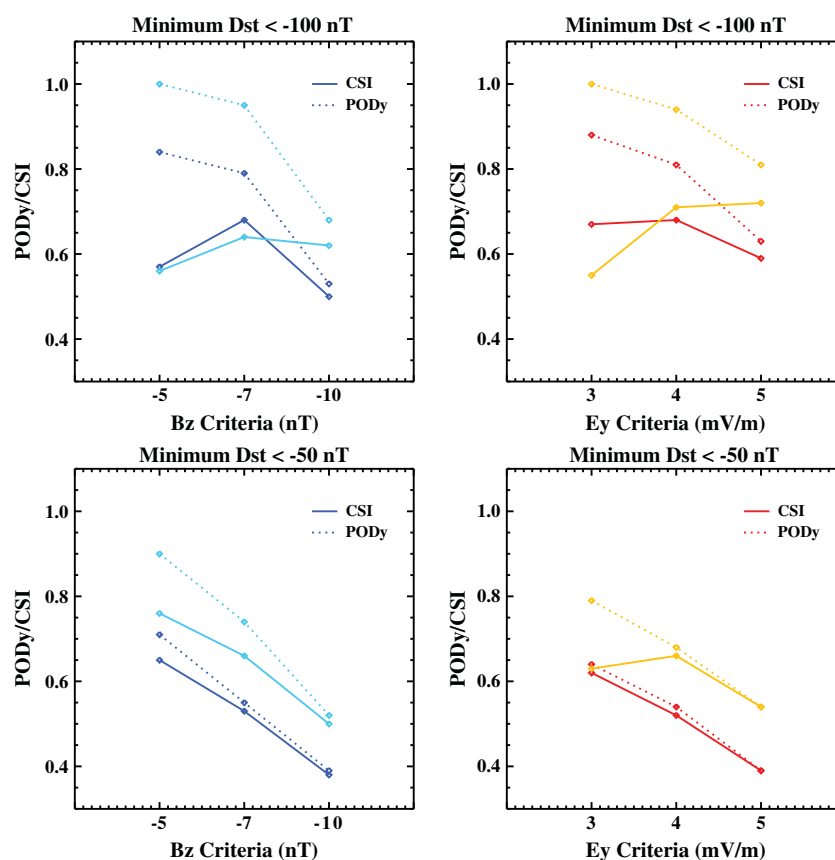 Minimum Dst < -100 nT
PODy/CSI
1.0
0.8
0.6
0.4
CSI
PODy
-5
-7
-10
Bz Criteria (nT)
Minimum Dst < -100 nT
PODy/CSI
1.0
0.8
0.6
0.4
CSI
PODy
3
4
5
Ey Criteria (mV/m)
Minimum Dst < -50 nT
PODy/CSI
1.0
0.8
0.6
0.4
CSI
PODy
-5
-7
-10
Bz Criteria (nT)
Minimum Dst < -50 nT
PODy/CSI
1.0
0.8
0.6
0.4
CSI
PODy
3
4
5
Ey Criteria (mV/m)